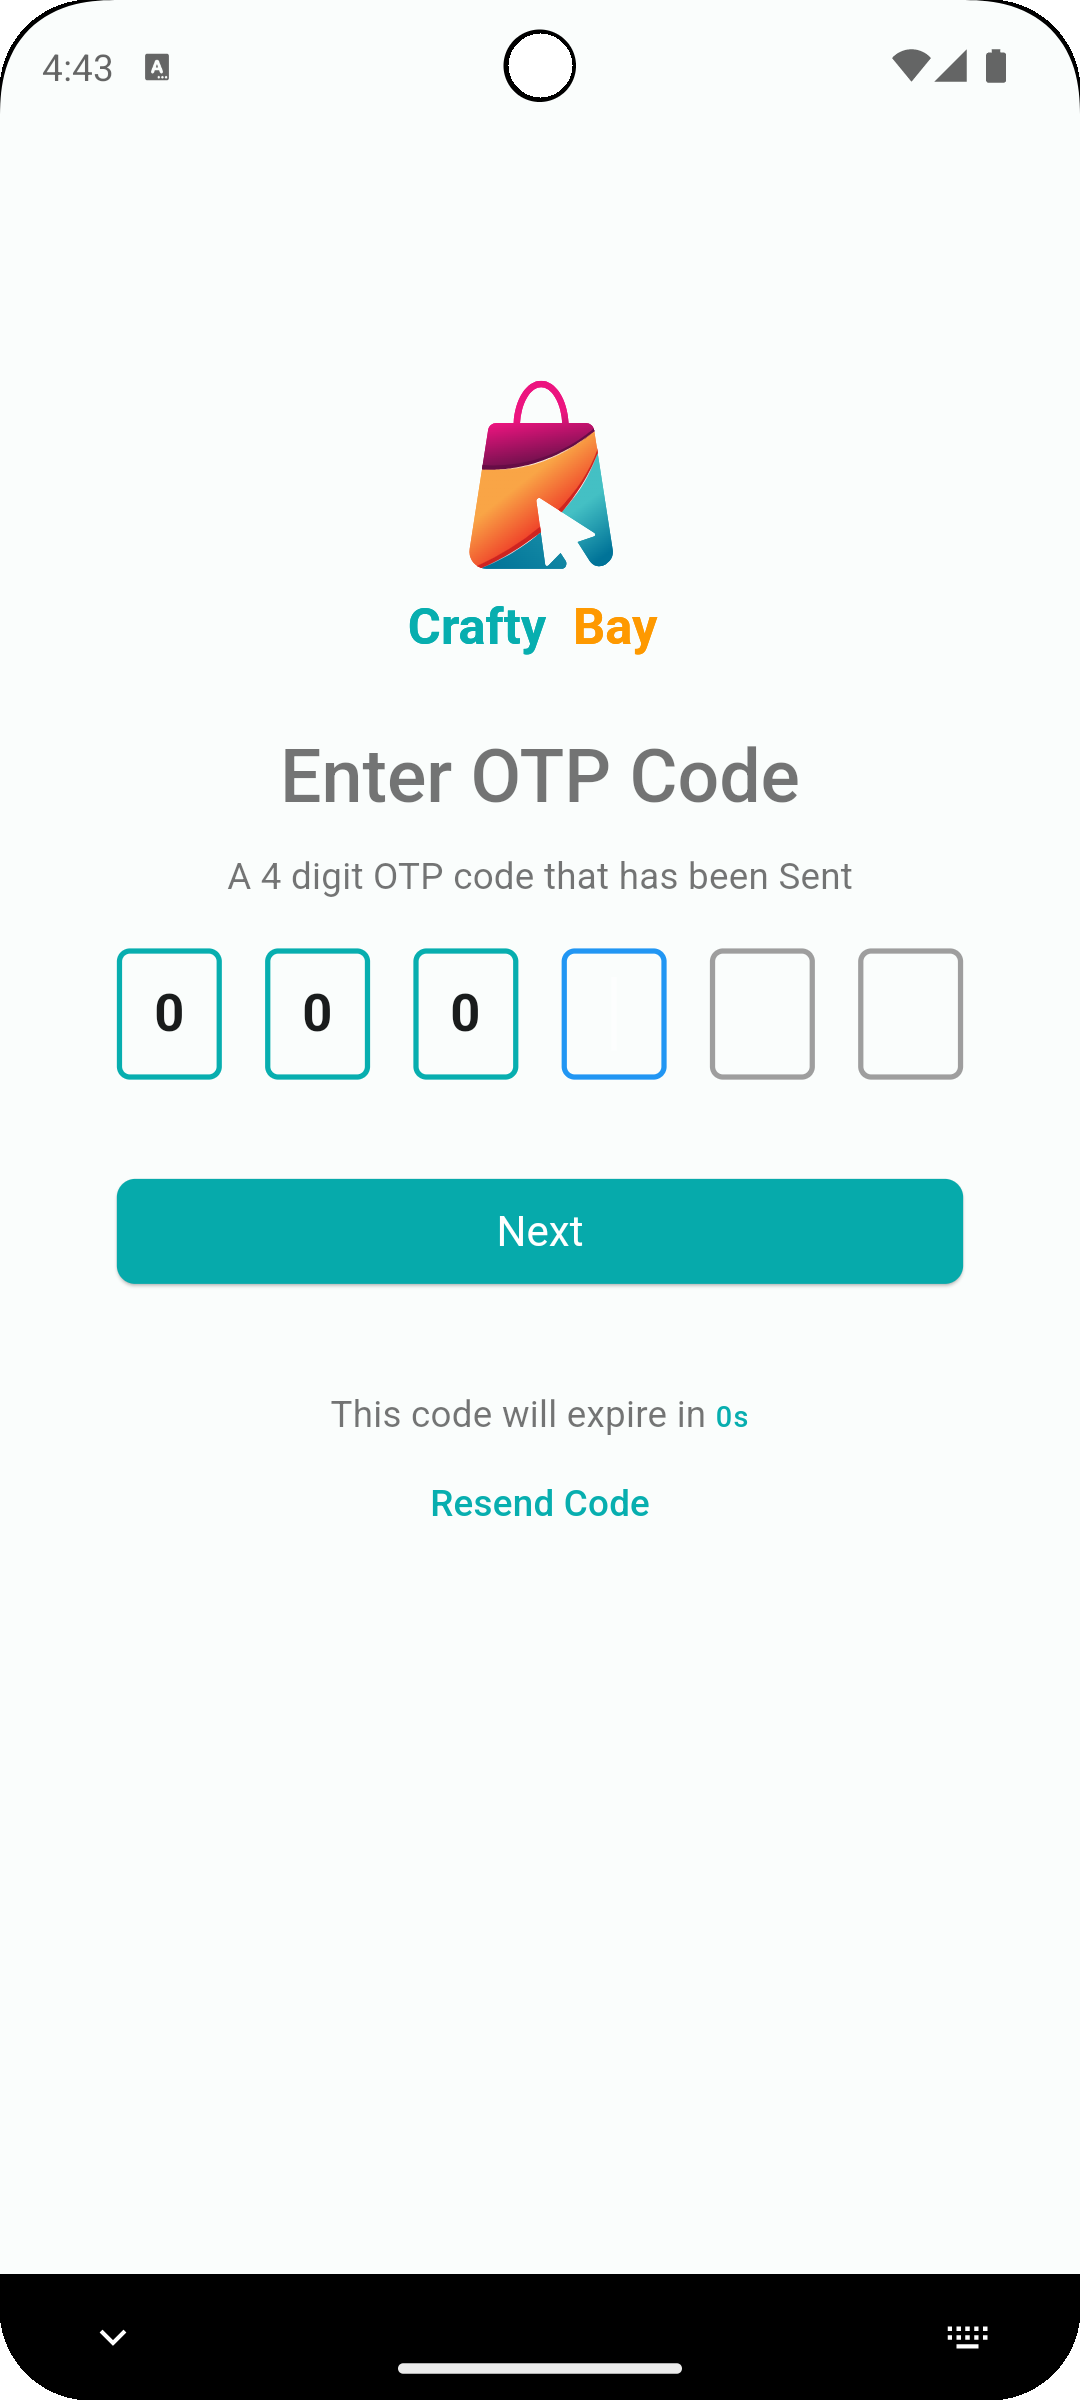 4:43
Crafty Bay
Enter OTP Code
A 4 digit OTP code that has been Sent
0 0 0
Next
This code will expire in 0s
Resend Code